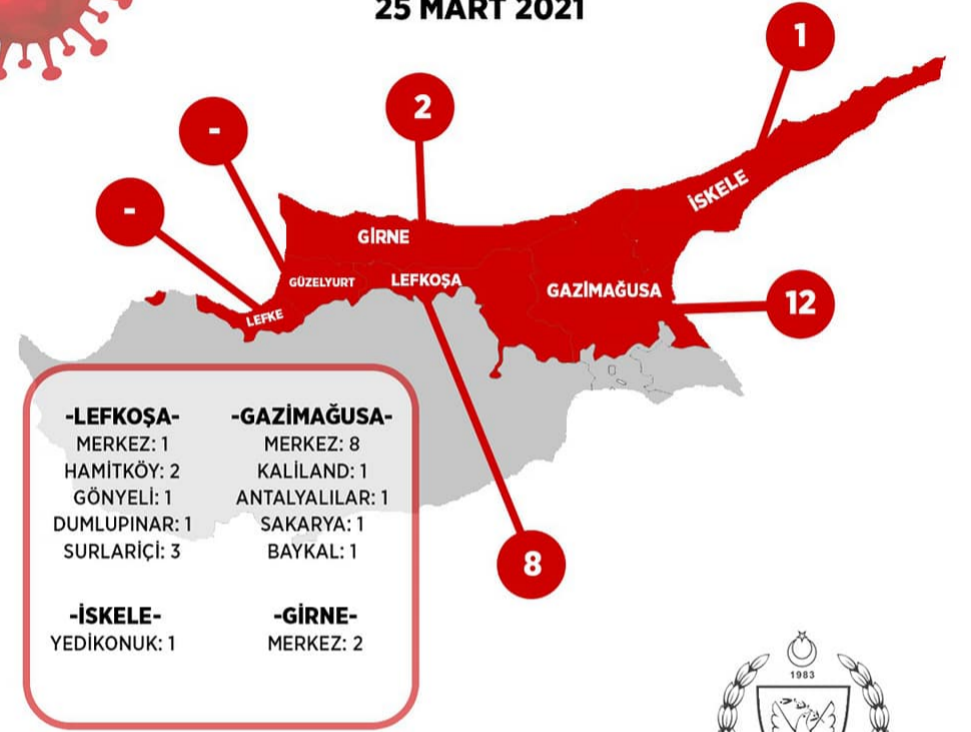 25 MART 2021
1
2
-
-
İSKELE
GİRNE
GÜZELYURT
LEFKOŞA
GAZİMAĞUSA
LEFKE
12
8
-LEFKOŞA-
MERKEZ: 1
HAMİTKÖY: 2
GÖNYELİ: 1
DUMLUPINAR: 1
SURLARİÇİ: 3
-GAZİMAĞUSA-
MERKEZ: 8
KALİLAND: 1
ANTALYALILAR: 1
SAKARYA: 1
BAYKAL: 1
-İSKELE-
YEDİKONUK: 1
-GİRNE-
MERKEZ: 2
1983